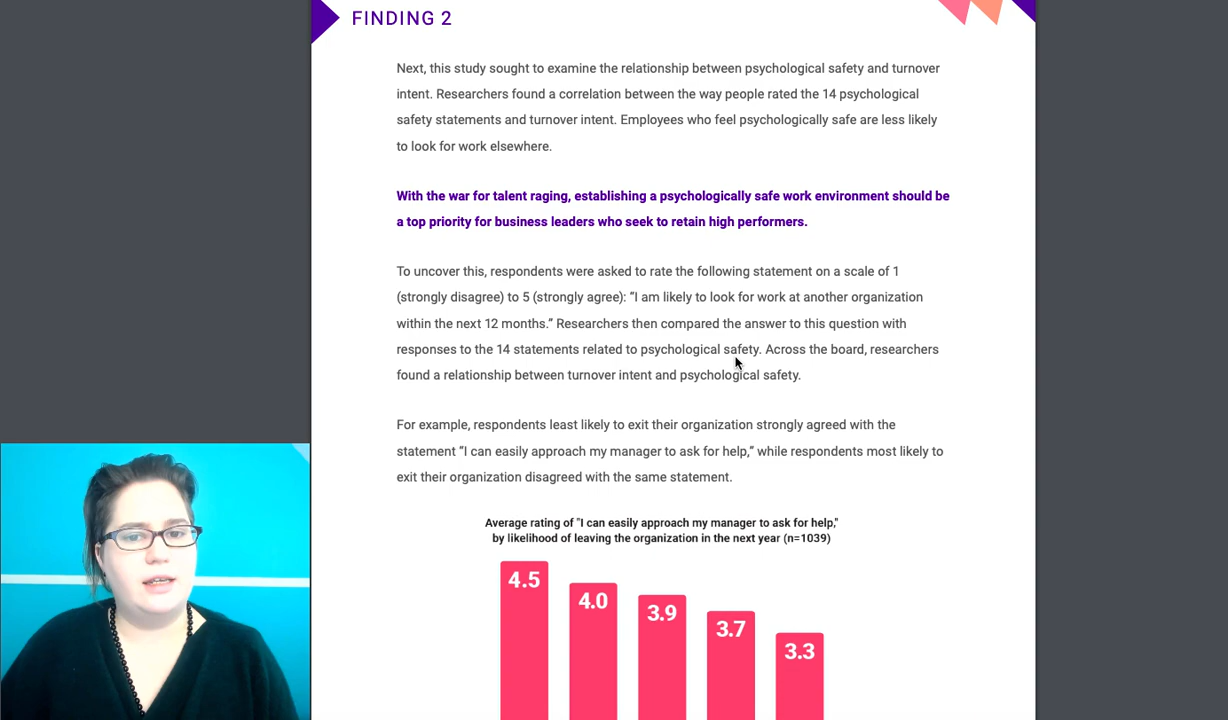 FINDING 2
Next, this study sought to examine the relationship between psychological safety and turnover
intent. Researchers found a correlation between the way people rated the 14 psychological
safety statements and turnover intent. Employees who feel psychologically safe are less likely
to look for work elsewhere.
With the war for talent raging, establishing a psychologically safe work environment should be
a top priority for business leaders who seek to retain high performers.
To uncover this, respondents were asked to rate the following statement on a scale of 1
(strongly disagree) to 5 (strongly agree): “I am likely to look for work at another organization
within the next 12 months.” Researchers then compared the answer to this question with
responses to the 14 statements related to psychological safety. Across the board, researchers
found a relationship between turnover intent and psychological safety.
For example, respondents least likely to exit their organization strongly agreed with the
statement “I can easily approach my manager to ask for help,” while respondents most likely to
exit their organization disagreed with the same statement.
Average rating of "I can easily approach my manager to ask for help,"
by likelihood of leaving the organization in the next year (n=1039)
4.5
4.0
3.9
3.7
3.3